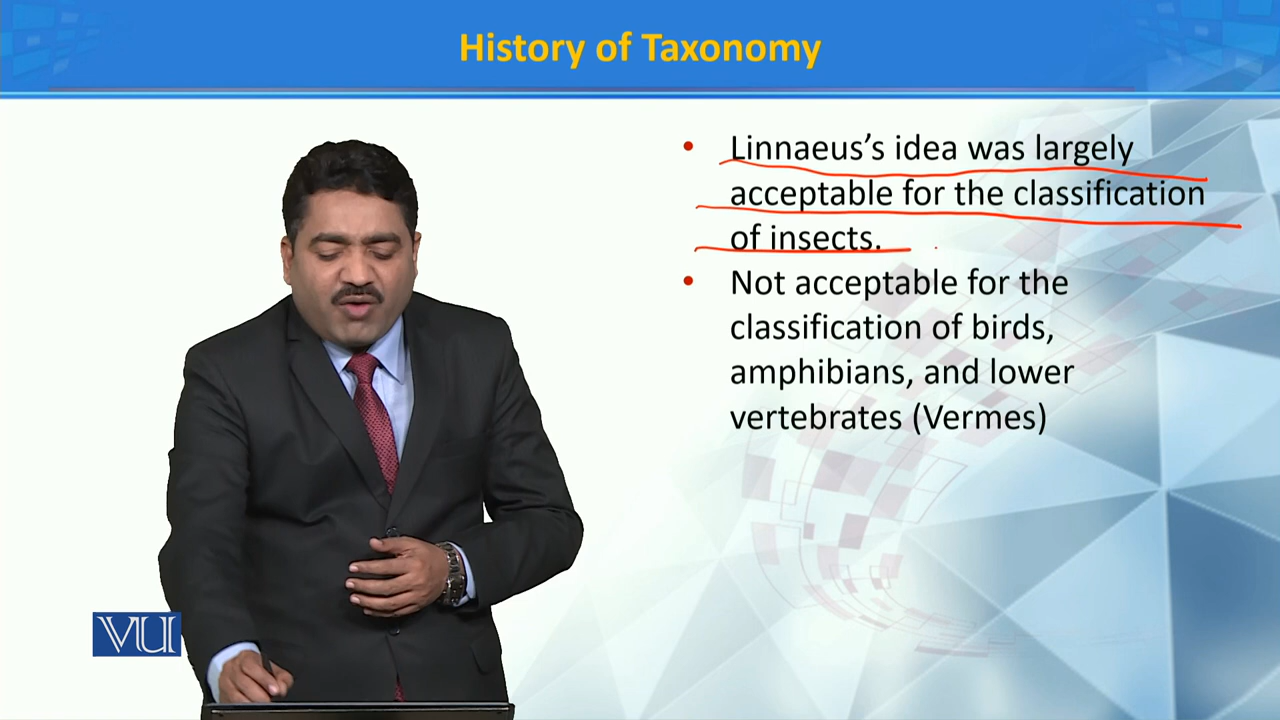 History of Taxonomy
• Linnaeus’s idea was largely
acceptable for the classification
of insects.
• Not acceptable for the
classification of birds,
amphibians, and lower
vertebrates (Vermes)
VU